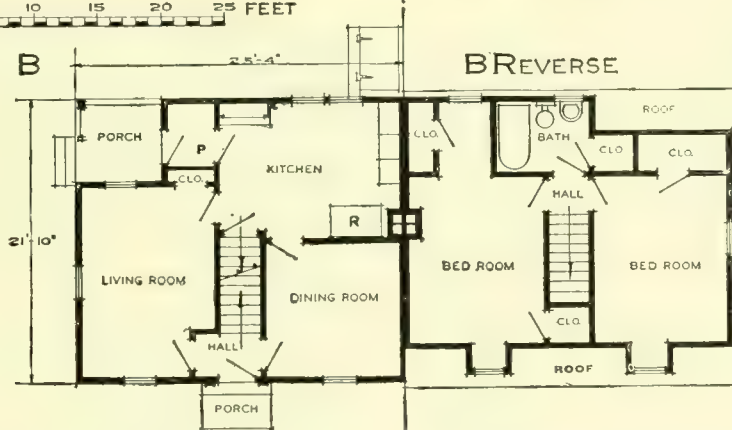 10 15 20 25 FEET
B
25'-4"
B REVERSE
PORCH
P
CLO.
KITCHEN
R
21'-10"
LIVING ROOM
DINING ROOM
HALL
PORCH
ROOF
CLO.
BATH
CLO.
CLO.
HALL
BED ROOM
BED ROOM
CLO.
ROOF